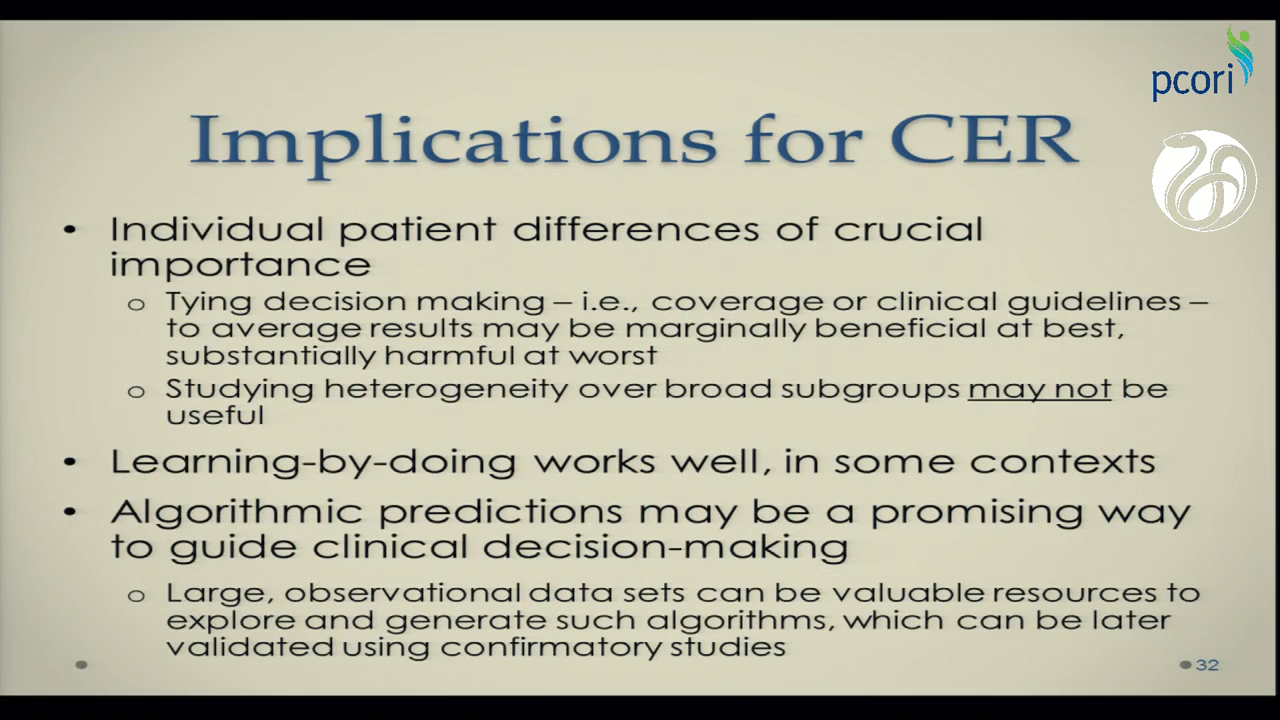 pcori
Implications for CER
• Individual patient differences of crucial
importance
o Tying decision making – i.e., coverage or clinical guidelines –
to average results may be marginally beneficial at best,
substantially harmful at worst
o Studying heterogeneity over broad subgroups may not be
useful
• Learning-by-doing works well, in some contexts
• Algorithmic predictions may be a promising way
to guide clinical decision-making
o Large, observational data sets can be valuable resources to
explore and generate such algorithms, which can be later
validated using confirmatory studies
32